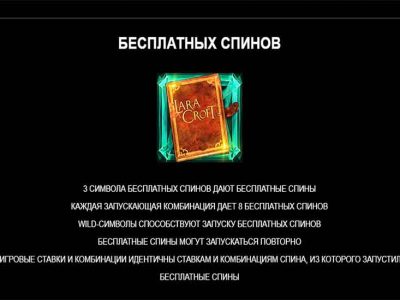 БЕСПЛАТНЫХ СПИНОВ
LARA
CROFT
3 СИМВОЛА БЕСПЛАТНЫХ СПИНОВ ДАЮТ БЕСПЛАТНЫЕ СПИНЫ
КАЖДАЯ ЗАПУСКАЮЩАЯ КОМБИНАЦИЯ ДАЕТ 8 БЕСПЛАТНЫХ СПИНОВ
WILD-СИМВОЛЫ СПОСОБСТВУЮТ ЗАПУСКУ БЕСПЛАТНЫХ СПИНОВ
БЕСПЛАТНЫЕ СПИНЫ МОГУТ ЗАПУСКАТЬСЯ ПОВТОРНО
ИГРОВЫЕ СТАВКИ И КОМБИНАЦИИ ИДЕНТИЧНЫ СТАВКАМ И КОМБИНАЦИЯМ СПИНА, ИЗ КОТОРОГО ЗАПУСТИЛ
БЕСПЛАТНЫЕ СПИНЫ